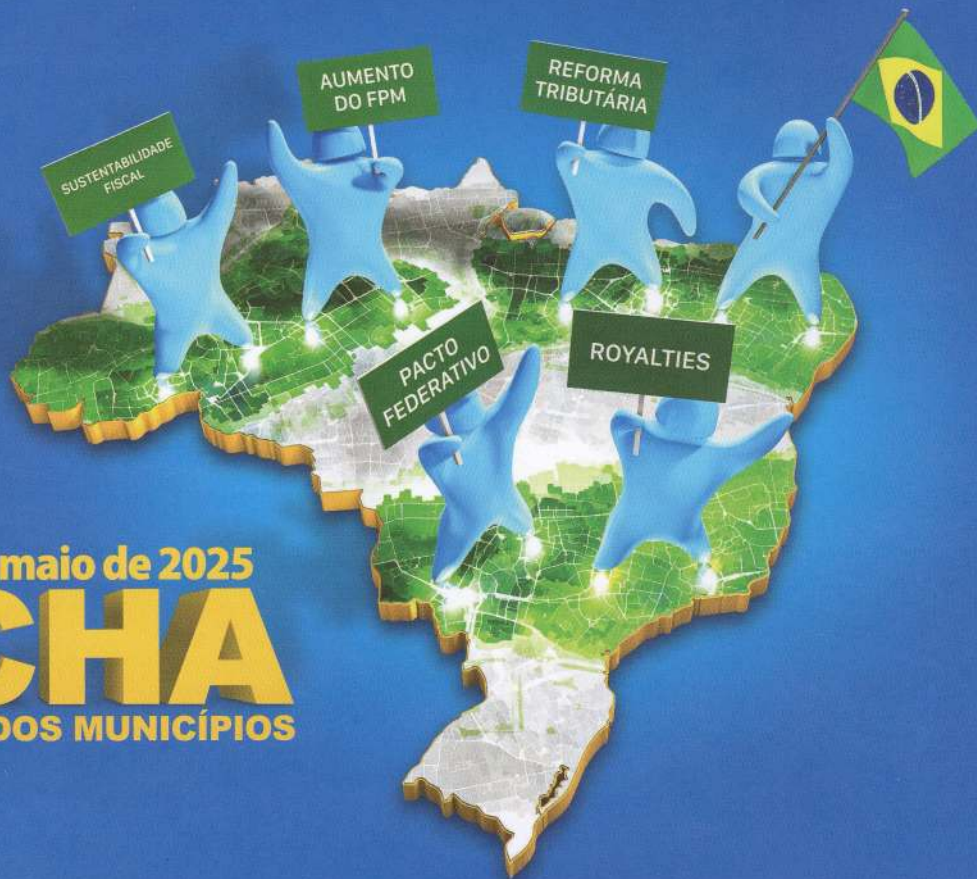 AUMENTO
DO FPM
REFORMA
TRIBUTÁRIA
SUSTENTABILIDADE
FISCAL
PACTO
FEDERATIVO
ROYALTIES
maio de 2025
CHA
DOS MUNICÍPIOS